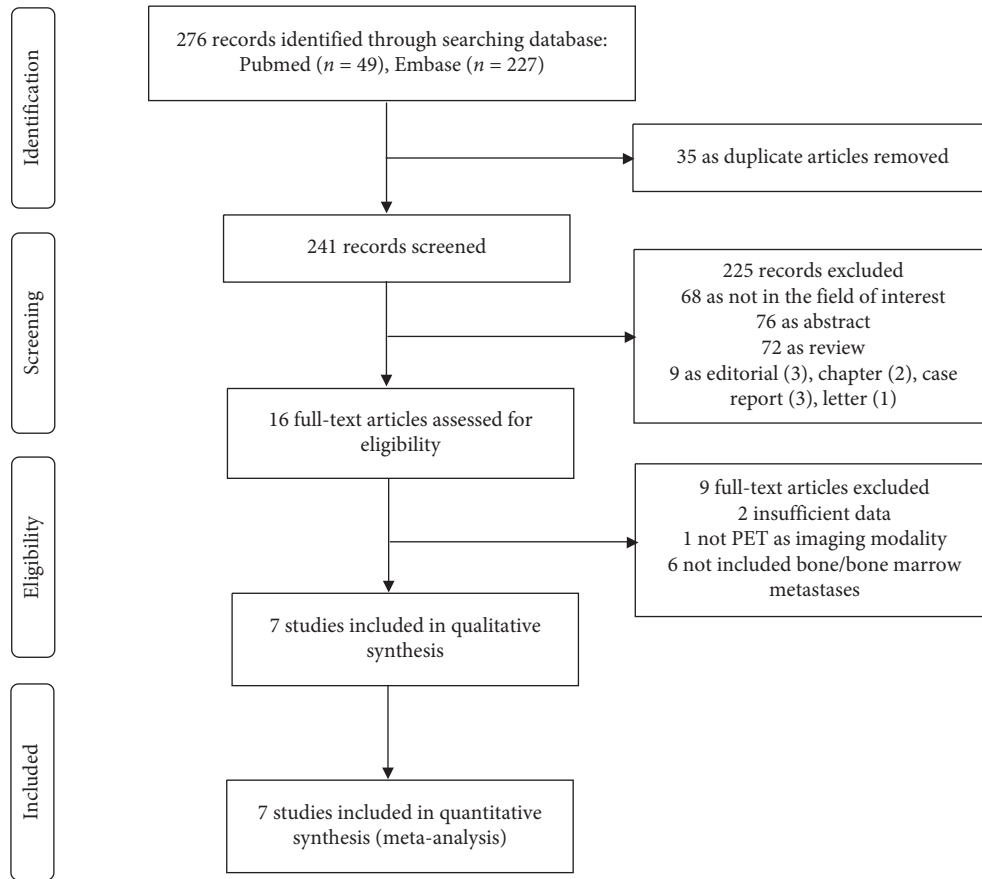 Identification
276 records identified through searching database:
Pubmed (n = 49), Embase (n = 227)
35 as duplicate articles removed
Screening
241 records screened
225 records excluded
68 as not in the field of interest
76 as abstract
72 as review
9 as editorial (3), chapter (2), case
report (3), letter (1)
16 full-text articles assessed for
eligibility
Eligibility
9 full-text articles excluded
2 insufficient data
1 not PET as imaging modality
6 not included bone/bone marrow
metastases
7 studies included in qualitative
synthesis
Included
7 studies included in quantitative
synthesis (meta-analysis)